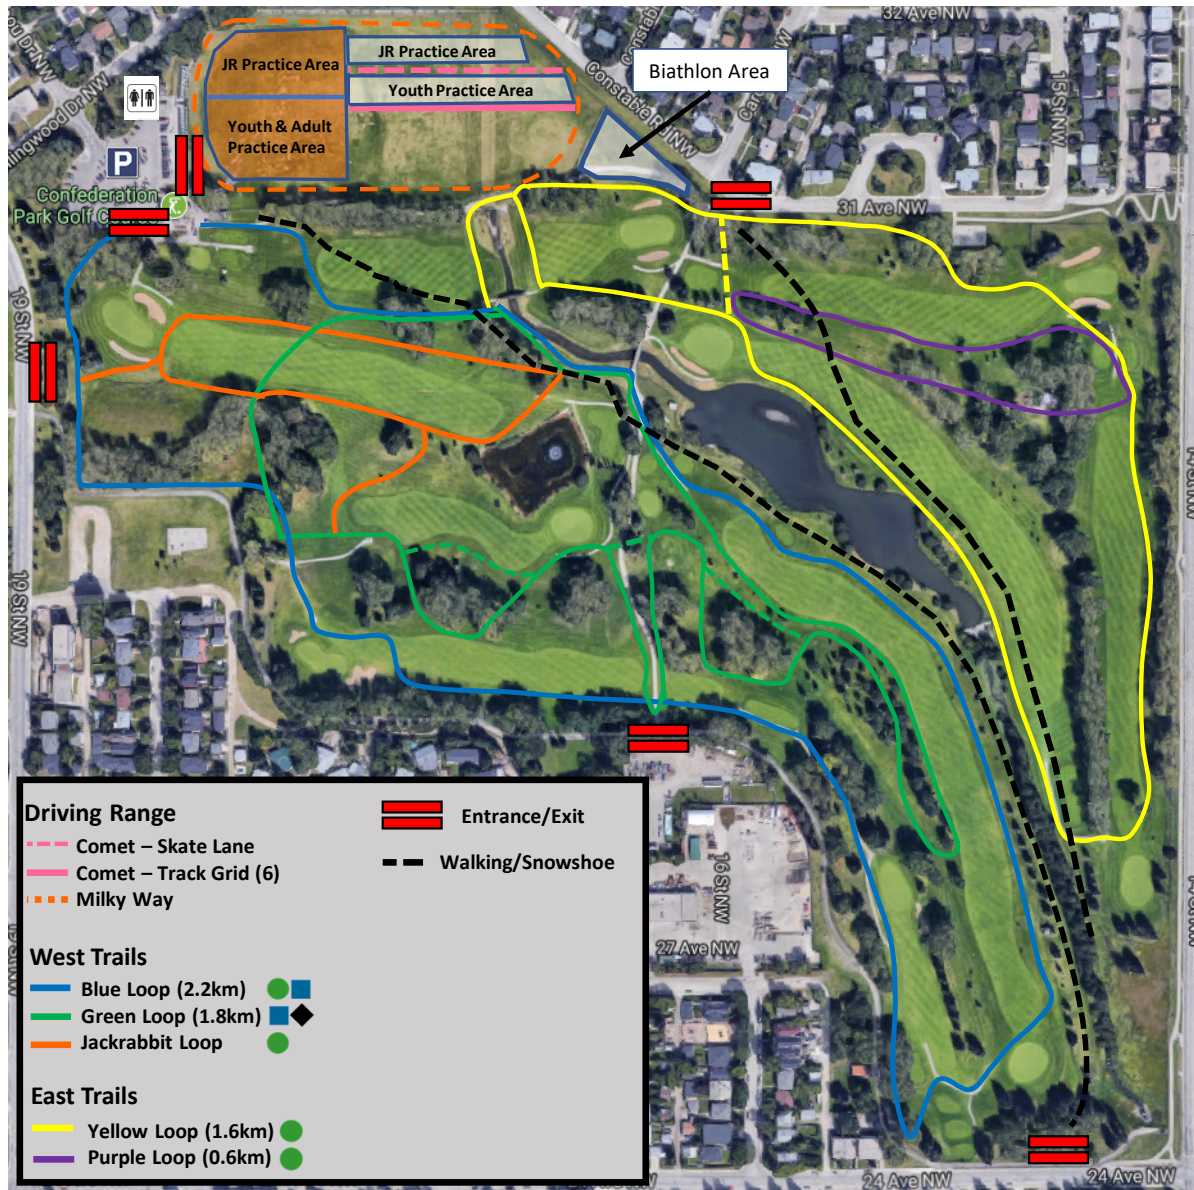 32 Ave NW
Constable Rd NW
15 St NW
JR Practice Area
JR Practice Area
Youth Practice Area
Youth & Adult
Practice Area
Biathlon Area
P
Confederation
Park Golf
31 Ave NW
19 St NW
19 St NW
16 St NW
27 Ave NW
24 Ave NW
24 Ave NW
Driving Range
Comet – Skate Lane
Comet – Track Grid (6)
Milky Way
Entrance/Exit
Walking/Snowshoe
West Trails
Blue Loop (2.2km)
Green Loop (1.8km)
Jackrabbit Loop
East Trails
Yellow Loop (1.6km)
Purple Loop (0.6km)